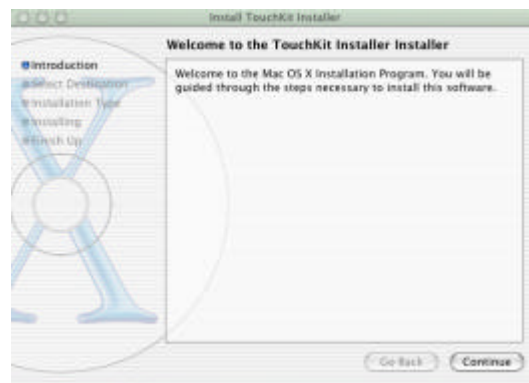 Install TouchKit Installer
Welcome to the TouchKit Installer Installer
Introduction
Select Destination
Installation Type
Installing
Finish Up
Welcome to the Mac OS X Installation Program. You will
be guided through the steps necessary to install this software.
Go Back
Continue